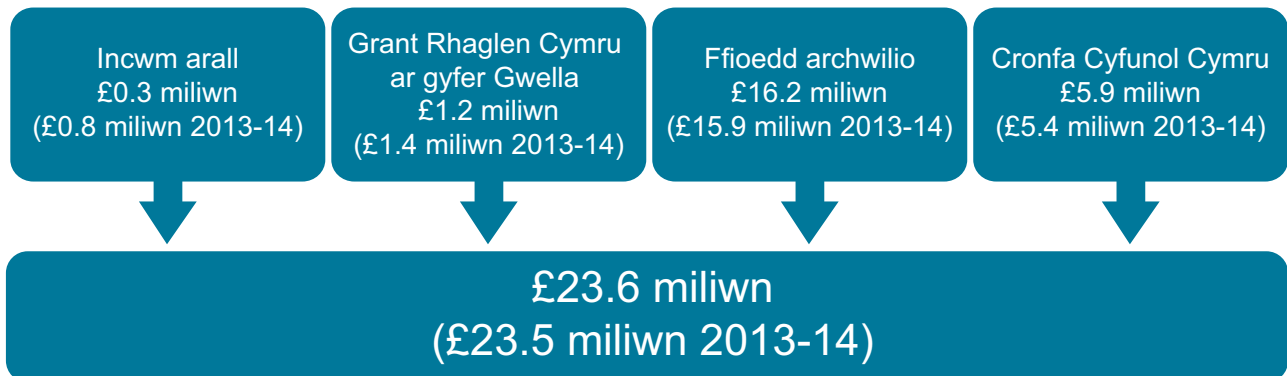 Incwm arall
£0.3 miliwn
(£0.8 miliwn 2013-14)
Grant Rhaglen Cymru
ar gyfer Gwella
£1.2 miliwn
(£1.4 miliwn 2013-14)
Ffioedd archwilio
£16.2 miliwn
(£15.9 miliwn 2013-14)
Cronfa Cyfunol Cymru
£5.9 miliwn
(£5.4 miliwn 2013-14)
£23.6 miliwn
(£23.5 miliwn 2013-14)